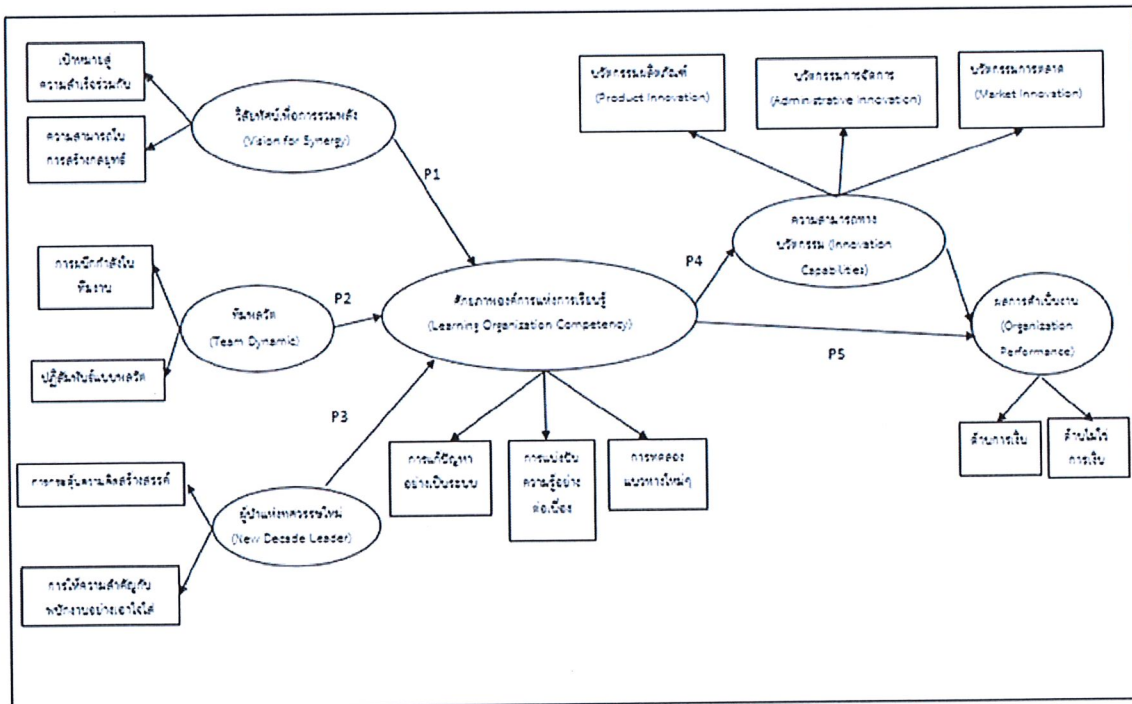 เป้าหมายสู่
ความสำเร็จร่วมกัน
วิสัยทัศน์เพื่อการรวมพลัง
(Vision for Synergy)
ความสามารถใน
การสร้างกลยุทธ์
นวัตกรรมผลิตภัณฑ์
(Product Innovation)
นวัตกรรมการจัดการ
(Administrative Innovation)
นวัตกรรมการตลาด
(Market Innovation)
P1
ความสามารถทาง
นวัตกรรม (Innovation
Capabilities)
P4
การผนึกกำลังใน
ทีมงาน
ทีมพลวัต
(Team Dynamic)
P2
ปฏิสัมพันธ์แบบพลวัต
ศักยภาพองค์การแห่งการเรียนรู้
(Learning Organization Competency)
ผลการดำเนินงาน
(Organization
Performance)
P5
P3
การแก้ปัญหา
อย่างเป็นระบบ
การแบ่งปัน
ความรู้อย่าง
ต่อเนื่อง
การทดลอง
แนวทางใหม่ๆ
ด้านการเงิน
ด้านไม่ใช่
การเงิน
การกระตุ้นความคิดสร้างสรรค์
ผู้นำแห่งทศวรรษใหม่
(New Decade Leader)
การให้ความสำคัญกับ
พนักงานอย่างเอาใจใส่